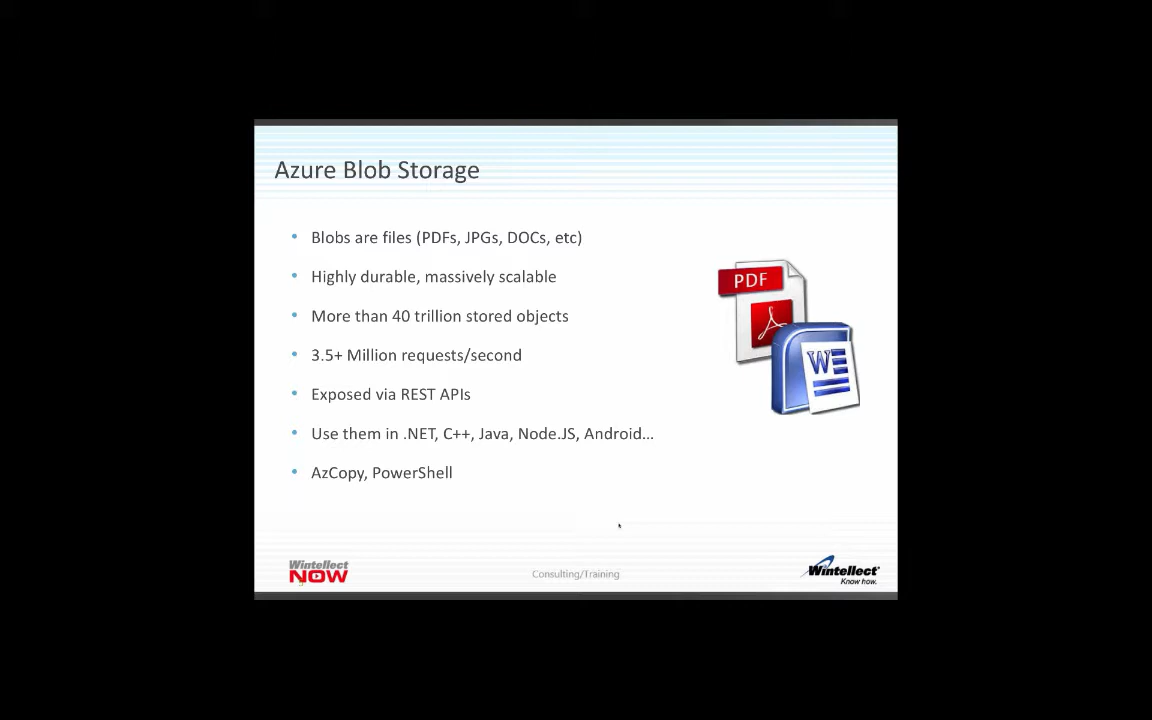 Azure Blob Storage
• Blobs are files (PDFs, JPGs, DOCs, etc)
• Highly durable, massively scalable
• More than 40 trillion stored objects
• 3.5+ Million requests/second
• Exposed via REST APIs
• Use them in .NET, C++, Java, Node.JS, Android...
• AzCopy, PowerShell
PDF
W
Wintellect
NOW
Consulting/Training
Wintellect
Know how.